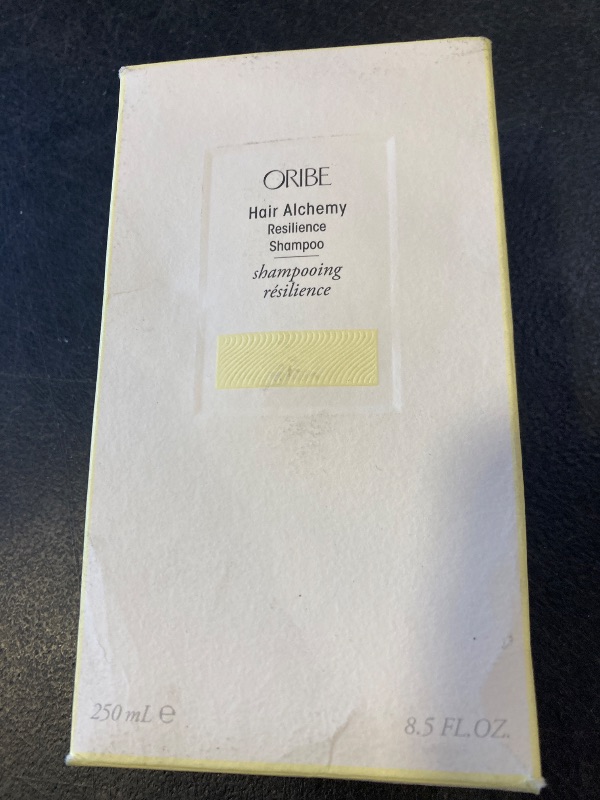 ORIBE
Hair Alchemy
Resilience
Shampoo
shampooing
résilience
250 mL ℮
8.5 FL.OZ.